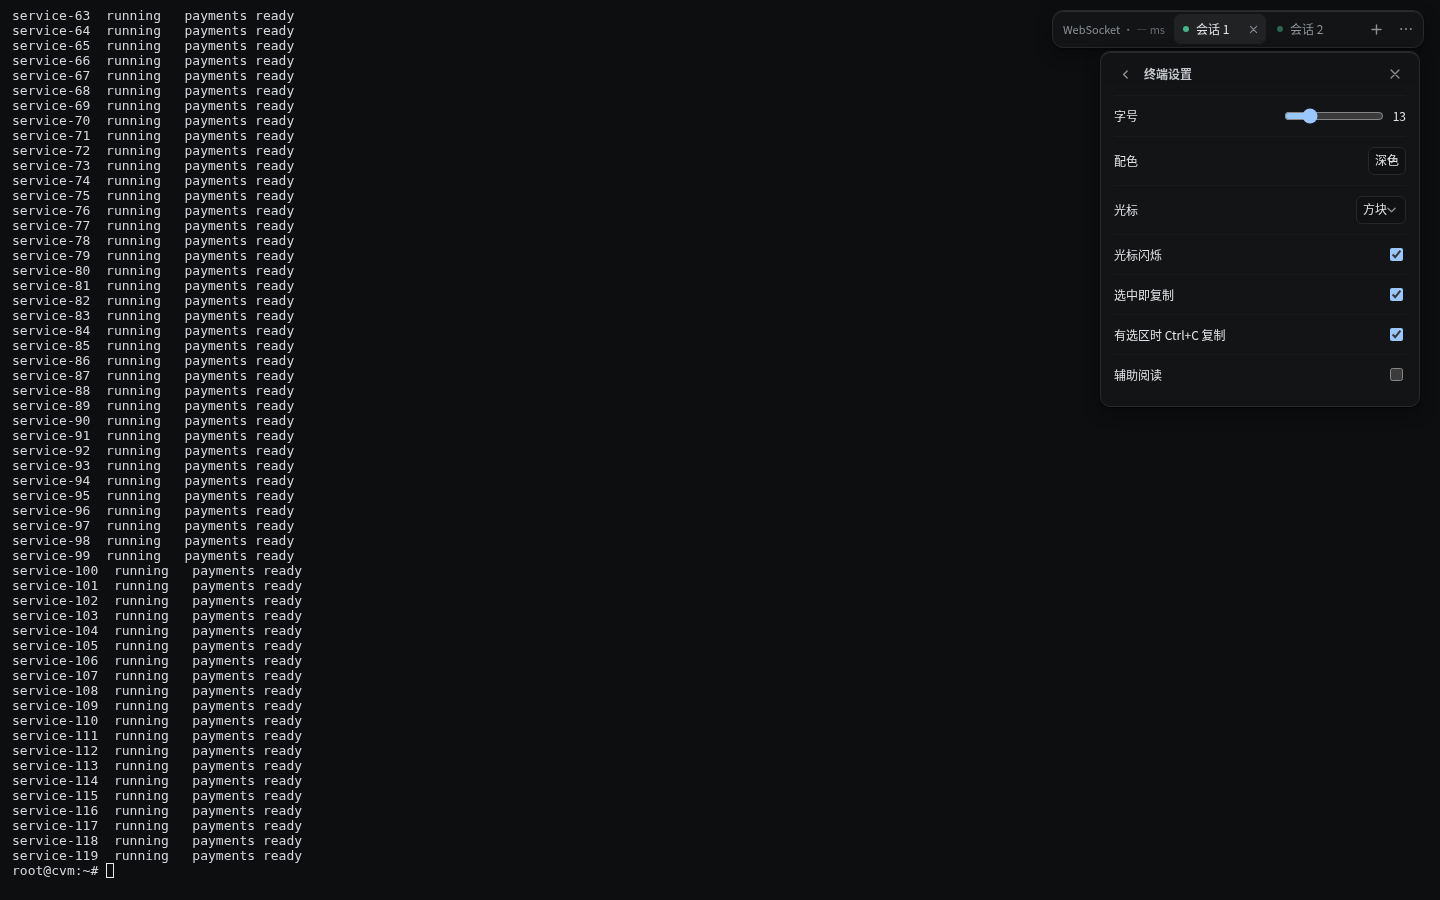 service-63  running   payments ready
service-64  running   payments ready
service-65  running   payments ready
service-66  running   payments ready
service-67  running   payments ready
service-68  running   payments ready
service-69  running   payments ready
service-70  running   payments ready
service-71  running   payments ready
service-72  running   payments ready
service-73  running   payments ready
service-74  running   payments ready
service-75  running   payments ready
service-76  running   payments ready
service-77  running   payments ready
service-78  running   payments ready
service-79  running   payments ready
service-80  running   payments ready
service-81  running   payments ready
service-82  running   payments ready
service-83  running   payments ready
service-84  running   payments ready
service-85  running   payments ready
service-86  running   payments ready
service-87  running   payments ready
service-88  running   payments ready
service-89  running   payments ready
service-90  running   payments ready
service-91  running   payments ready
service-92  running   payments ready
service-93  running   payments ready
service-94  running   payments ready
service-95  running   payments ready
service-96  running   payments ready
service-97  running   payments ready
service-98  running   payments ready
service-99  running   payments ready
service-100  running   payments ready
service-101  running   payments ready
service-102  running   payments ready
service-103  running   payments ready
service-104  running   payments ready
service-105  running   payments ready
service-106  running   payments ready
service-107  running   payments ready
service-108  running   payments ready
service-109  running   payments ready
service-110  running   payments ready
service-111  running   payments ready
service-112  running   payments ready
service-113  running   payments ready
service-114  running   payments ready
service-115  running   payments ready
service-116  running   payments ready
service-117  running   payments ready
service-118  running   payments ready
service-119  running   payments ready
root@cvm:~#
WebSocket · — ms 会话 1 会话 2
终端设置
字号 13
配色 深色
光标 方块
光标闪烁
选中即复制
有选区时 Ctrl+C 复制
辅助阅读